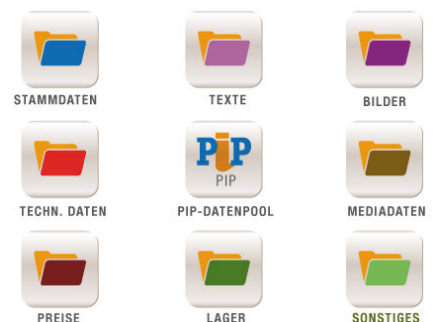 STAMMDATEN
TEXTE
BILDER
PiP
PIP
TECHN. DATEN
PIP-DATENPOOL
MEDIADATEN
PREISE
LAGER
SONSTIGES